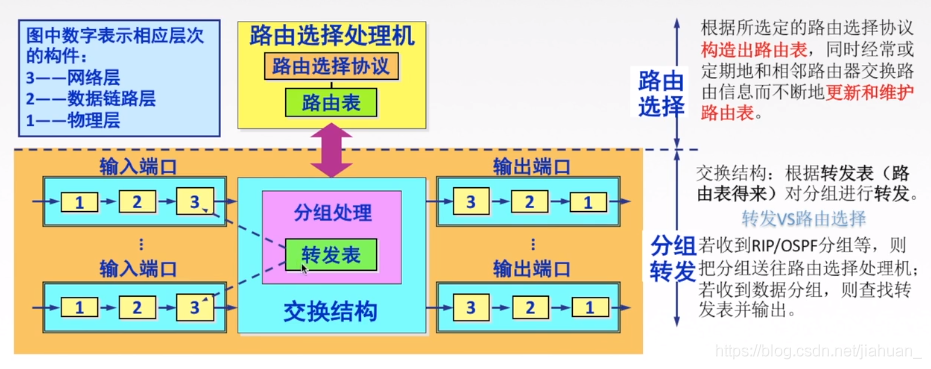 图中数字表示相应层次
的构件:
3——网络层
2——数据链路层
1——物理层
路由选择处理机
路由选择协议
路由表
路由
选择
根据所选定的路由选择协议
构造出路由表，同时经常或
定期地和相邻路由器交换路
由信息而不断地更新和维护
路由表。
输入端口
1 2 3
⋮
输入端口
1 2 3
分组处理
转发表
交换结构
输出端口
3 2 1
⋮
输出端口
3 2 1
分组
转发
交换结构：根据转发表（路
由表得来）对分组进行转发。
转发VS路由选择
若收到RIP/OSPF分组等，则
把分组送往路由选择处理机；
若收到数据分组，则查找转
发表并输出。
https://blog.csdn.net/jiahuan_